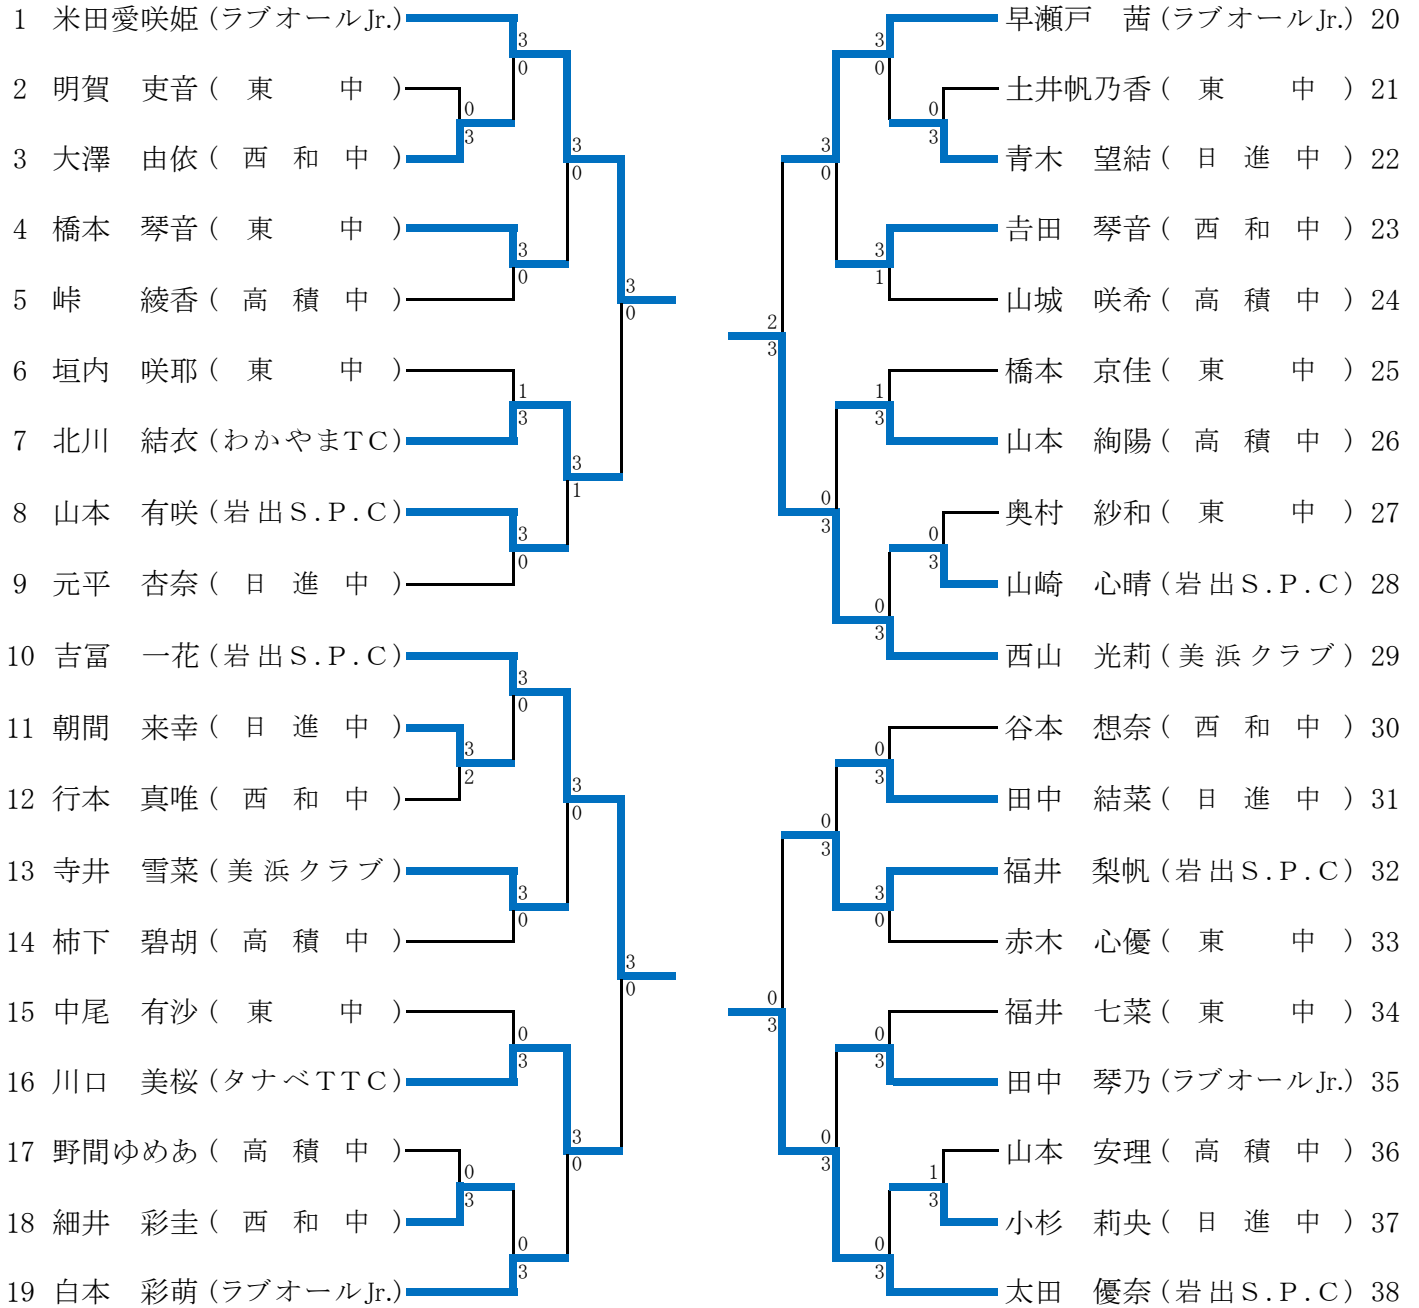 1 米田愛咲姫 (ラブオールJr.)
2 明賀 吏音 ( 東 中 )
3 大澤 由依 ( 西 和 中 )
4 橋本 琴音 ( 東 中 )
5 峠 綾香 ( 高 積 中 )
6 垣内 咲耶 ( 東 中 )
7 北川 結衣 (わかやまTC)
8 山本 有咲 (岩出S.P.C)
9 元平 杏奈 ( 日 進 中 )
10 吉冨 一花 (岩出S.P.C)
11 朝間 来幸 ( 日 進 中 )
12 行本 真唯 ( 西 和 中 )
13 寺井 雪菜 (美浜クラブ)
14 柿下 碧胡 ( 高 積 中 )
15 中尾 有沙 ( 東 中 )
16 川口 美桜 (タナベTTC)
17 野間ゆめあ ( 高 積 中 )
18 細井 彩圭 ( 西 和 中 )
19 白本 彩萌 (ラブオールJr.)
3
0
0
3
3
0
3
0
3
0
1
3
3
1
3
0
3
0
3
2
3
0
3
0
3
0
0
3
3
0
0
3
0
3
早瀬戸 茜 (ラブオールJr.) 20
土井帆乃香 ( 東 中 ) 21
青木 望結 ( 日 進 中 ) 22
𠮷田 琴音 ( 西 和 中 ) 23
山城 咲希 ( 高 積 中 ) 24
橋本 京佳 ( 東 中 ) 25
山本 絢陽 ( 高 積 中 ) 26
奥村 紗和 ( 東 中 ) 27
山崎 心晴 (岩出S.P.C) 28
西山 光莉 (美浜クラブ) 29
谷本 想奈 ( 西 和 中 ) 30
田中 結菜 ( 日 進 中 ) 31
福井 梨帆 (岩出S.P.C) 32
赤木 心優 ( 東 中 ) 33
福井 七菜 ( 東 中 ) 34
田中 琴乃 (ラブオールJr.) 35
山本 安理 ( 高 積 中 ) 36
小杉 莉央 ( 日 進 中 ) 37
太田 優奈 (岩出S.P.C) 38
3
0
0
3
3
0
3
1
2
3
1
3
0
3
0
3
0
3
0
3
0
3
3
0
0
3
0
3
0
3
1
3
0
3